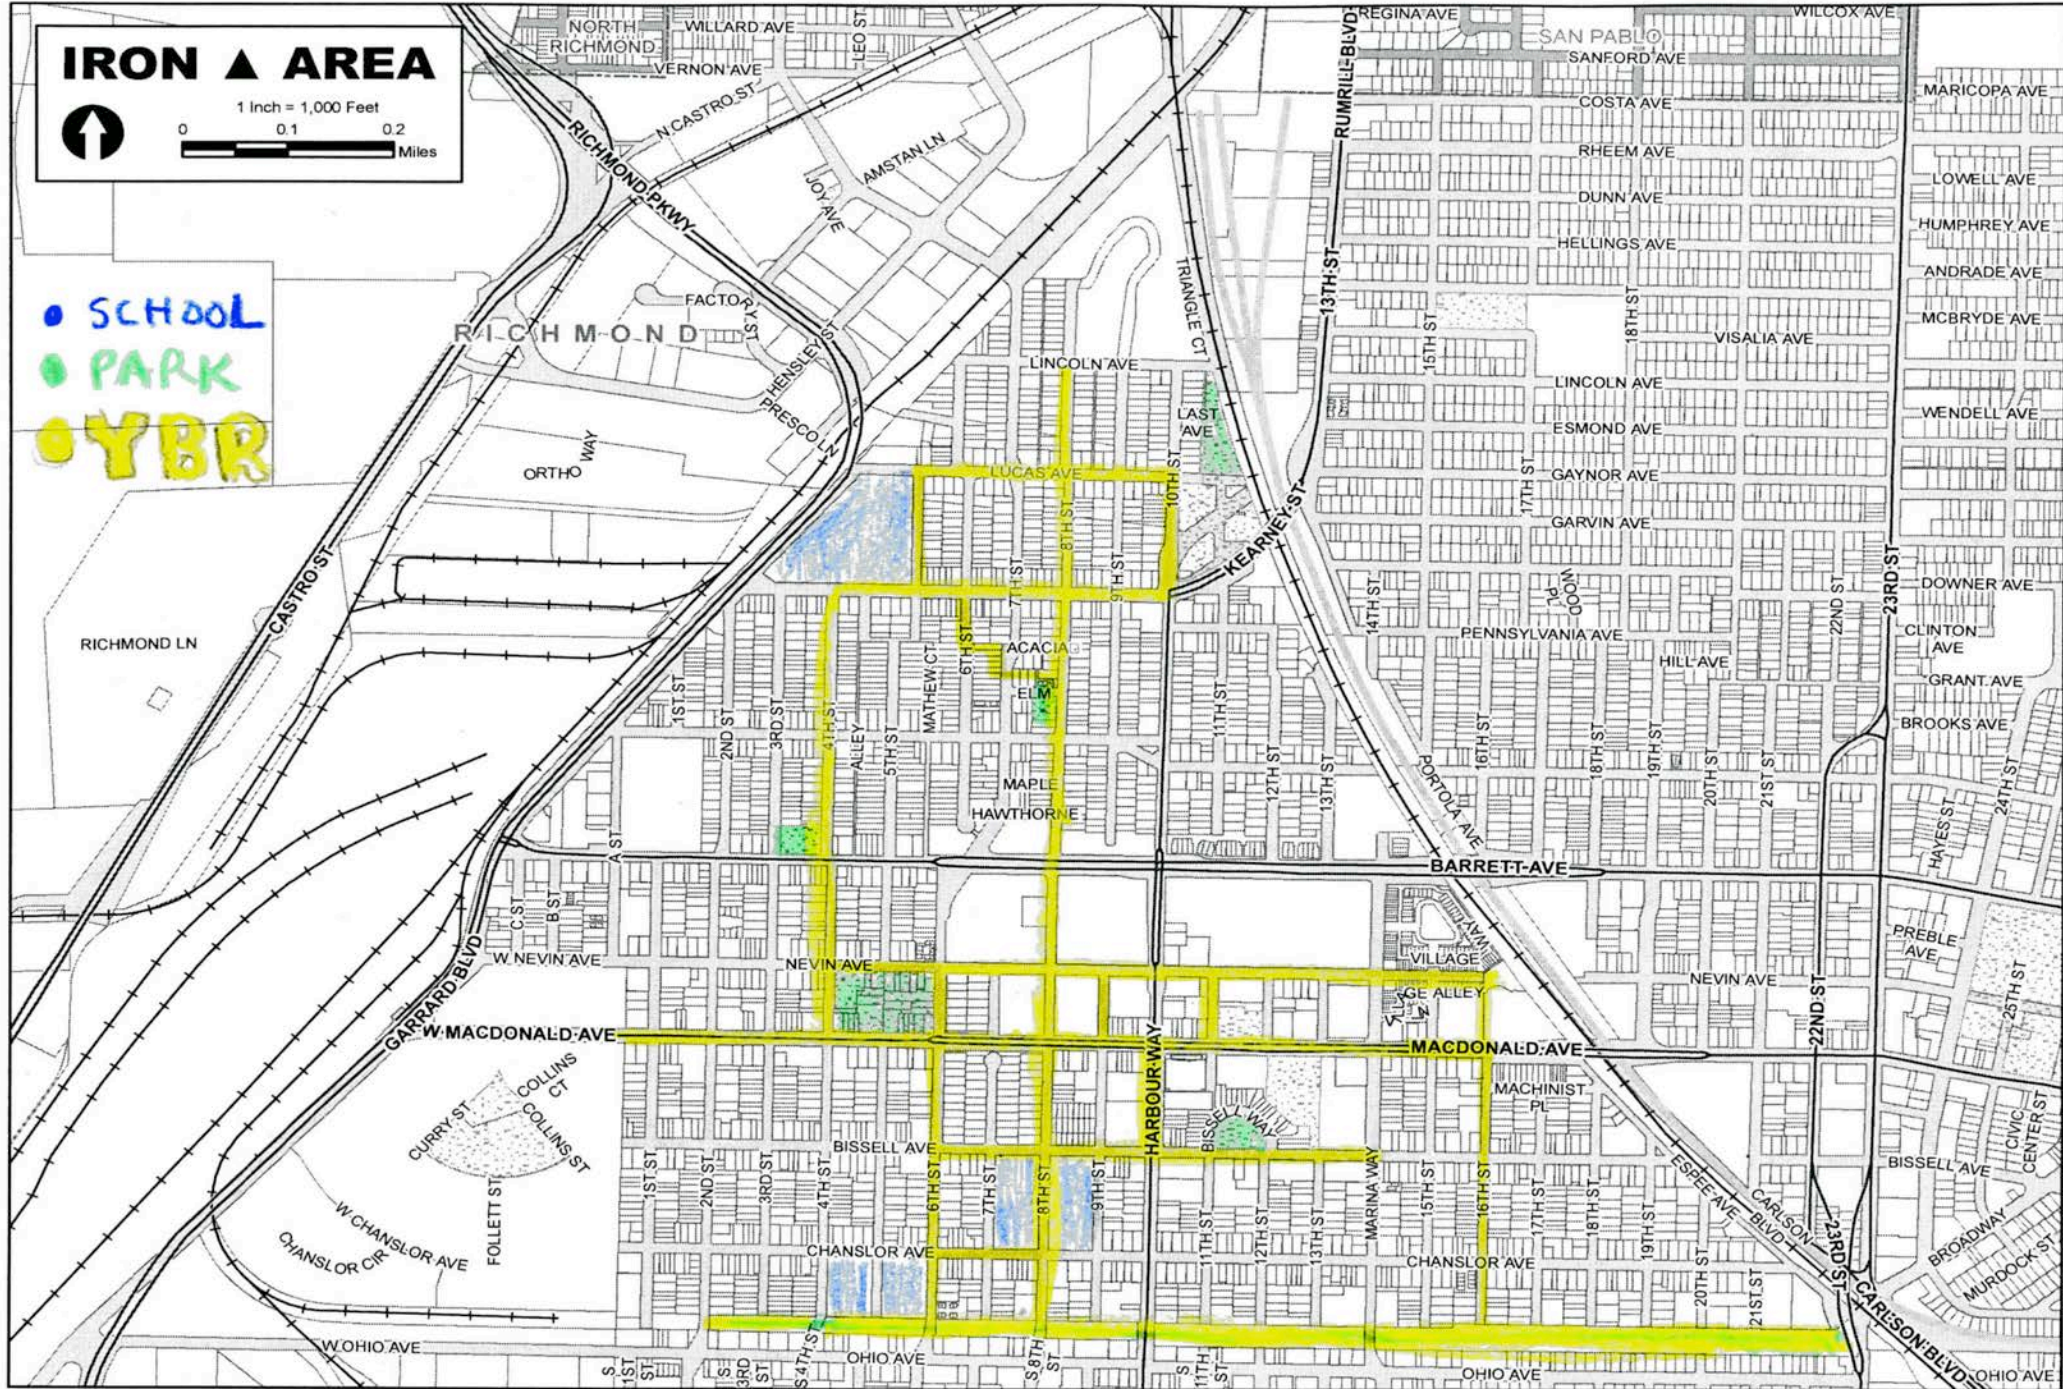 IRON ▲ AREA
1 Inch = 1,000 Feet
0 0.1 0.2
Miles
SCHOOL
PARK
YBR
NORTH
RICHMOND
WILLARD AVE
LEO ST
VERNON AVE
N CASTRO ST
RICHMOND PKWY
AMSTAN LN
JOY AVE
REGINA AVE
WILCOX AVE
SAN PABLO
SANFORD AVE
RUMRILL BLVD
COSTA AVE
MARICOPA AVE
RHEEM AVE
LOWELL AVE
DUNN AVE
HUMPHREY AVE
HELLINGS AVE
ANDRADE AVE
13TH ST
TRIANGLE CT
FACTORY ST
RICHMOND
HENSLEY ST
PRESCO LN
15TH ST
18TH ST
VISALIA AVE
MCBRYDE AVE
LINCOLN AVE
LINCOLN AVE
LAST
AVE
ESMOND AVE
WENDELL AVE
ORTHO WAY
LUCAS AVE
10TH ST
17TH ST
GAYNOR AVE
GARVIN AVE
8TH ST
KEARNEY ST
CASTRO ST
7TH ST
9TH ST
WOOD
PL
14TH ST
22ND ST
23RD ST
DOWNER AVE
RICHMOND LN
PENNSYLVANIA AVE
CLINTON
AVE
ACACIA
6TH ST
MATHEW CT
HILL AVE
GRANT AVE
ELM
1ST ST
2ND ST
3RD ST
4TH ST
ALLEY
5TH ST
11TH ST
12TH ST
13TH ST
16TH ST
18TH ST
19TH ST
20TH ST
21ST ST
BROOKS AVE
24TH ST
MAPLE
HAWTHORNE
PORTOLA AVE
HAYES ST
A ST
BARRETT AVE
C ST
B ST
GARRARD BLVD
W NEVIN AVE
NEVIN AVE
VILLAGE
WAY
NEVIN AVE
PREBLE
AVE
25TH ST
GE ALLEY
22ND ST
W MACDONALD AVE
HARBOUR WAY
MACDONALD AVE
COLLINS
CT
CURRY ST
COLLINS ST
MACHINIST
PL
BISSELL WAY
CIVIC
CENTER ST
BISSELL AVE
BISSELL AVE
FOLLETT ST
W CHANSLOR AVE
CHANSLOR CIR
1ST ST
2ND ST
3RD ST
4TH ST
6TH ST
7TH ST
8TH ST
9TH ST
11TH ST
12TH ST
13TH ST
MARINA WAY
15TH ST
16TH ST
17TH ST
18TH ST
19TH ST
20TH ST
21ST ST
ESPEE AVE
CARLSON
BLVD
23RD ST
BROADWAY
MURDOCK ST
CHANSLOR AVE
CHANSLOR AVE
CARLSON BLVD
W OHIO AVE
S
1ST ST
S
3RD
ST
S 4TH ST
OHIO AVE
S 8TH
ST
S
11TH ST
OHIO AVE
OHIO AVE